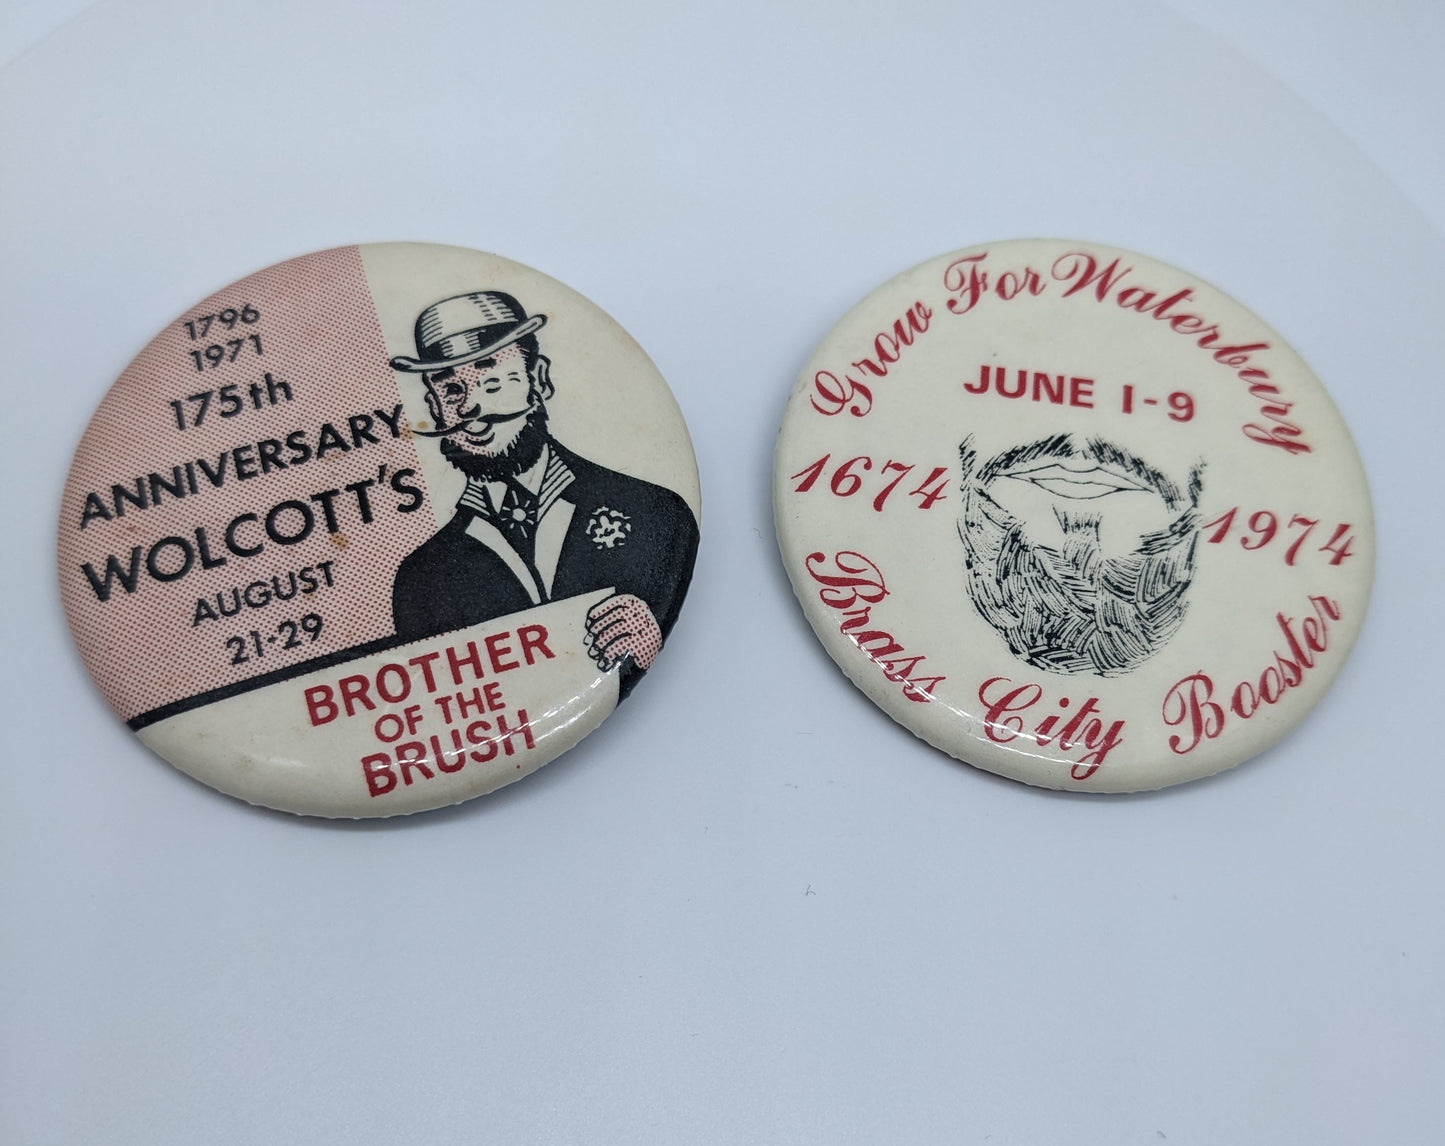 1796
1971
175th
ANNIVERSARY
WOLCOTT'S
AUGUST
21-29
BROTHER
OF THE
BRUSH
Grow For Waterbury
JUNE 1-9
1674 1974
Brass City Booster